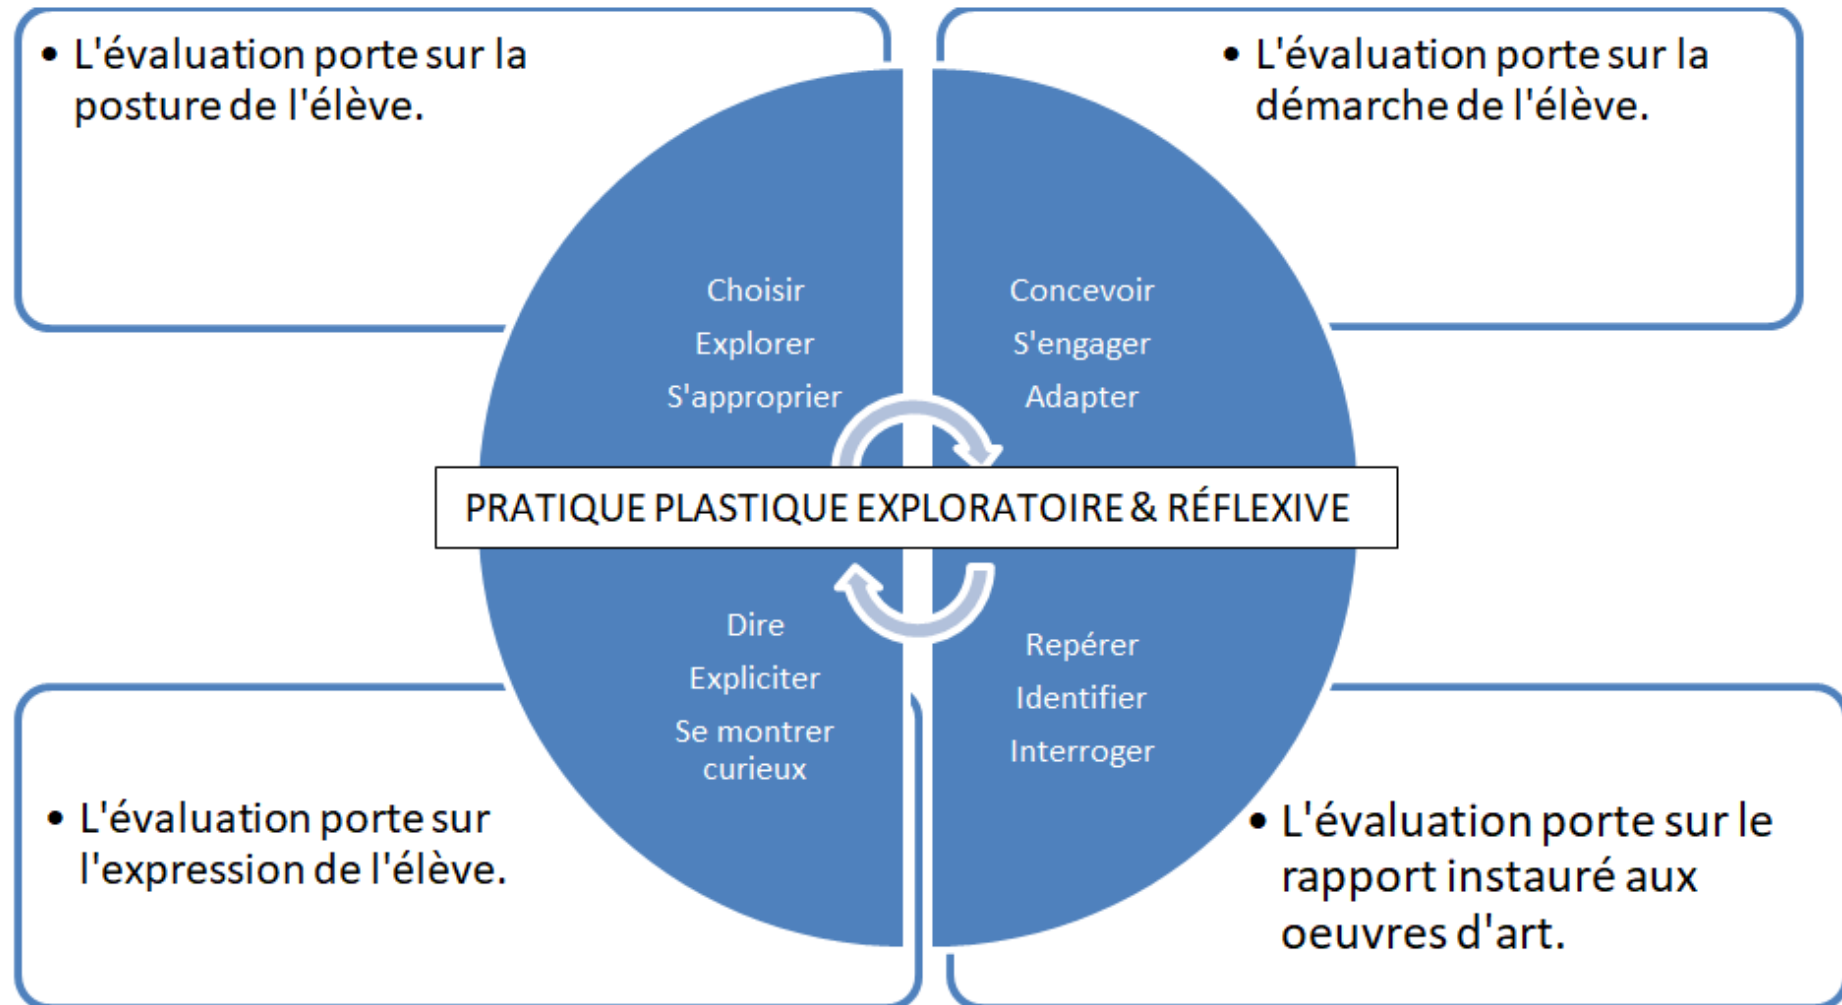 • L'évaluation porte sur la
posture de l'élève.
• L'évaluation porte sur la
démarche de l'élève.
Choisir
Explorer
S'approprier
Concevoir
S'engager
Adapter
PRATIQUE PLASTIQUE EXPLORATOIRE & RÉFLEXIVE
Dire
Expliciter
Se montrer
curieux
Repérer
Identifier
Interroger
• L'évaluation porte sur
l'expression de l'élève.
• L'évaluation porte sur le
rapport instauré aux
oeuvres d'art.